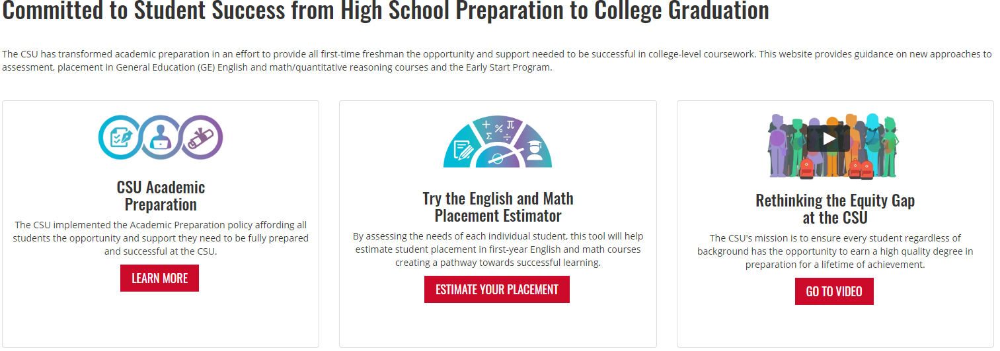 Committed to Student Success from High School Preparation to College Graduation
The CSU has transformed academic preparation in an effort to provide all first-time freshman the opportunity and support needed to be successful in college-level coursework. This website provides guidance on new approaches to
assessment, placement in General Education (GE) English and math/quantitative reasoning courses and the Early Start Program.
CSU Academic
Preparation
The CSU implemented the Academic Preparation policy affording all
students the opportunity and support they need to be fully prepared
and successful at the CSU.
LEARN MORE
+ % π
Σ ÷
Try the English and Math
Placement Estimator
By assessing the needs of each individual student, this tool will help
estimate student placement in first-year English and math courses
creating a pathway towards successful learning.
ESTIMATE YOUR PLACEMENT
Rethinking the Equity Gap
at the CSU
The CSU's mission is to ensure every student regardless of
background has the opportunity to earn a high quality degree in
preparation for a lifetime of achievement.
GO TO VIDEO